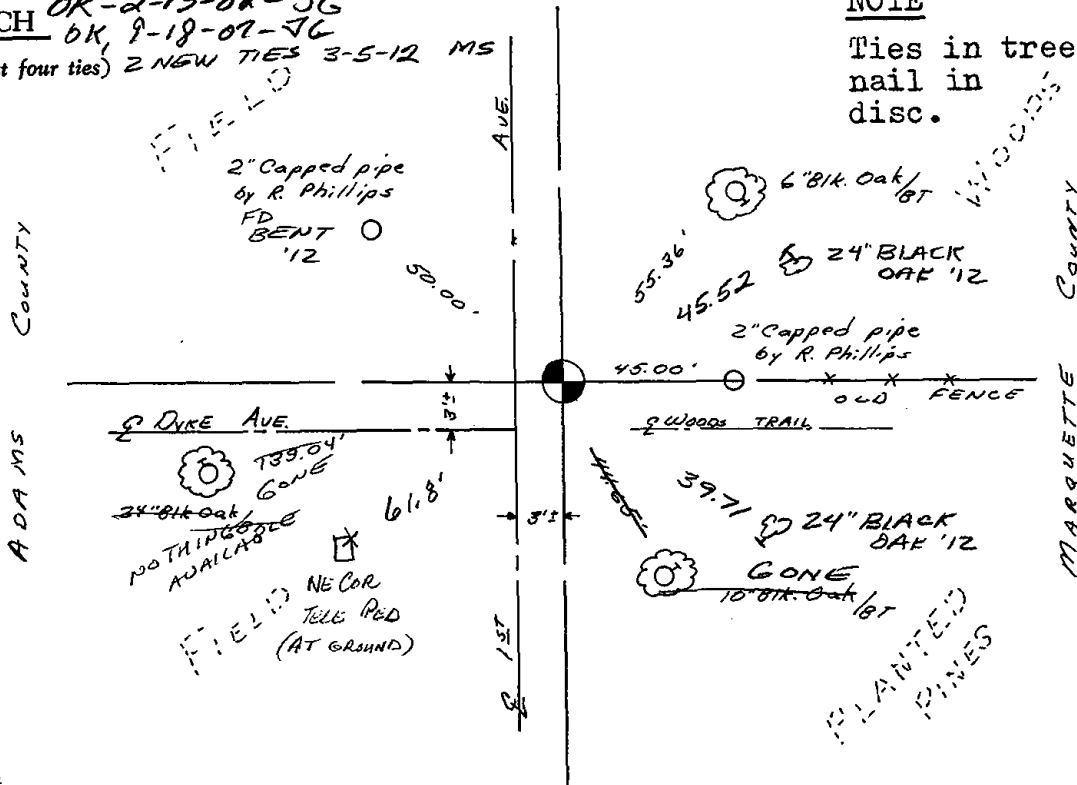 CH OK-2-13-02-JG
OK, 9-18-07-JG
t four ties) 2 NEW TIES 3-5-12 MS
NOTE
Ties in tree
nail in
disc.
FIELD
AVE.
WOODS
2" Capped pipe
by R. Phillips
FD
BENT
'12
50.00'
6" Blk. Oak/BT
55.36'
24" BLACK
OAK '12
45.52
COUNTY
COUNTY
2" Capped pipe
by R. Phillips
45.00'
OLD FENCE
3'±
℄ DYKE AVE.
℄ WOODS TRAIL
ADAMS
MARQUETTE
139.04'
GONE
24" Blk Oak/
NOTHING
AVAILABLE
61.8'
44.65'
39.71
24" BLACK
OAK '12
3'±
GONE
10" Blk. Oak/BT
NE COR
TELE PED
(AT GROUND)
FIELD
℄ 1ST
PLANTED
PINES